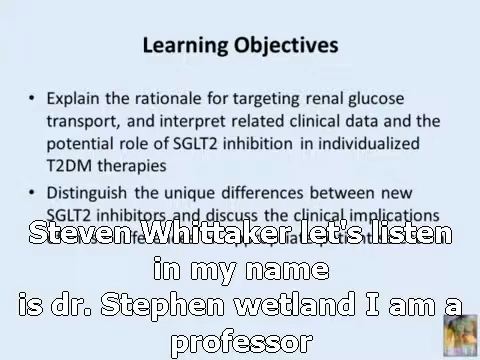 Learning Objectives
• Explain the rationale for targeting renal glucose
transport, and interpret related clinical data and the
potential role of SGLT2 inhibition in individualized
T2DM therapies
• Distinguish the unique differences between new
SGLT2 inhibitors and discuss the clinical implications
Steven Whittaker let's listen
in my name
is dr. Stephen wetland I am a
professor